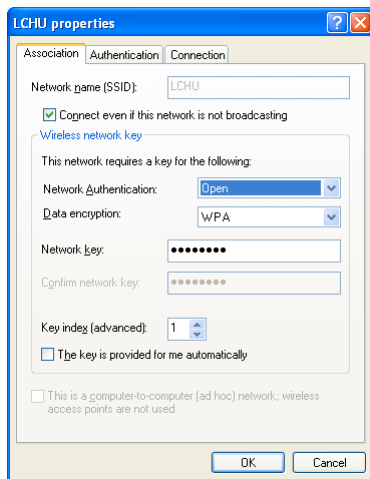 LCHU properties
Association Authentication Connection
Network name (SSID): LCHU
Connect even if this network is not broadcasting
Wireless network key
This network requires a key for the following:
Network Authentication: Open
Data encryption: WPA
Network key: ••••••••
Confirm network key: ••••••••
Key index (advanced): 1
The key is provided for me automatically
This is a computer-to-computer (ad hoc) network; wireless
access points are not used
OK Cancel